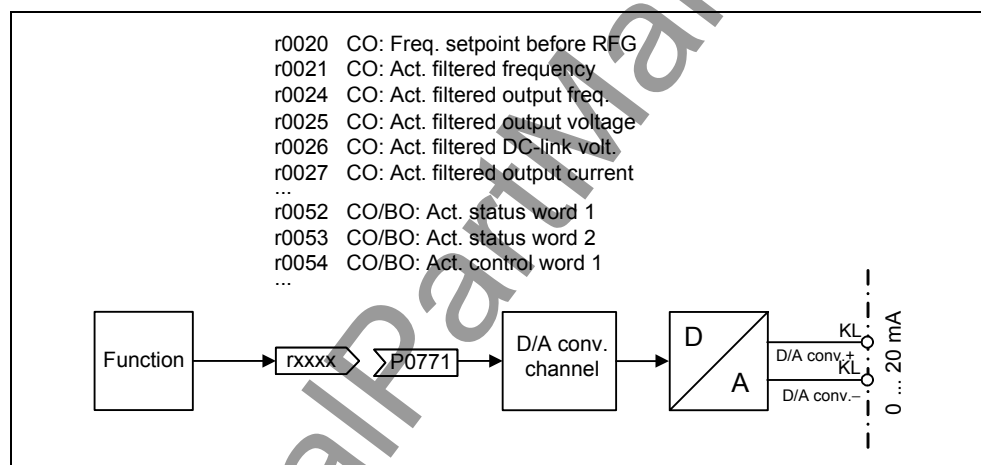 r0020 CO: Freq. setpoint before RFG
r0021 CO: Act. filtered frequency
r0024 CO: Act. filtered output freq.
r0025 CO: Act. filtered output voltage
r0026 CO: Act. filtered DC-link volt.
r0027 CO: Act. filtered output current
...
r0052 CO/BO: Act. status word 1
r0053 CO/BO: Act. status word 2
r0054 CO/BO: Act. control word 1
...
Function
rxxxx
P0771
D/A conv.
channel
D
A
KL
D/A conv.+
KL
D/A conv.–
0 ... 20 mA
alPartMa